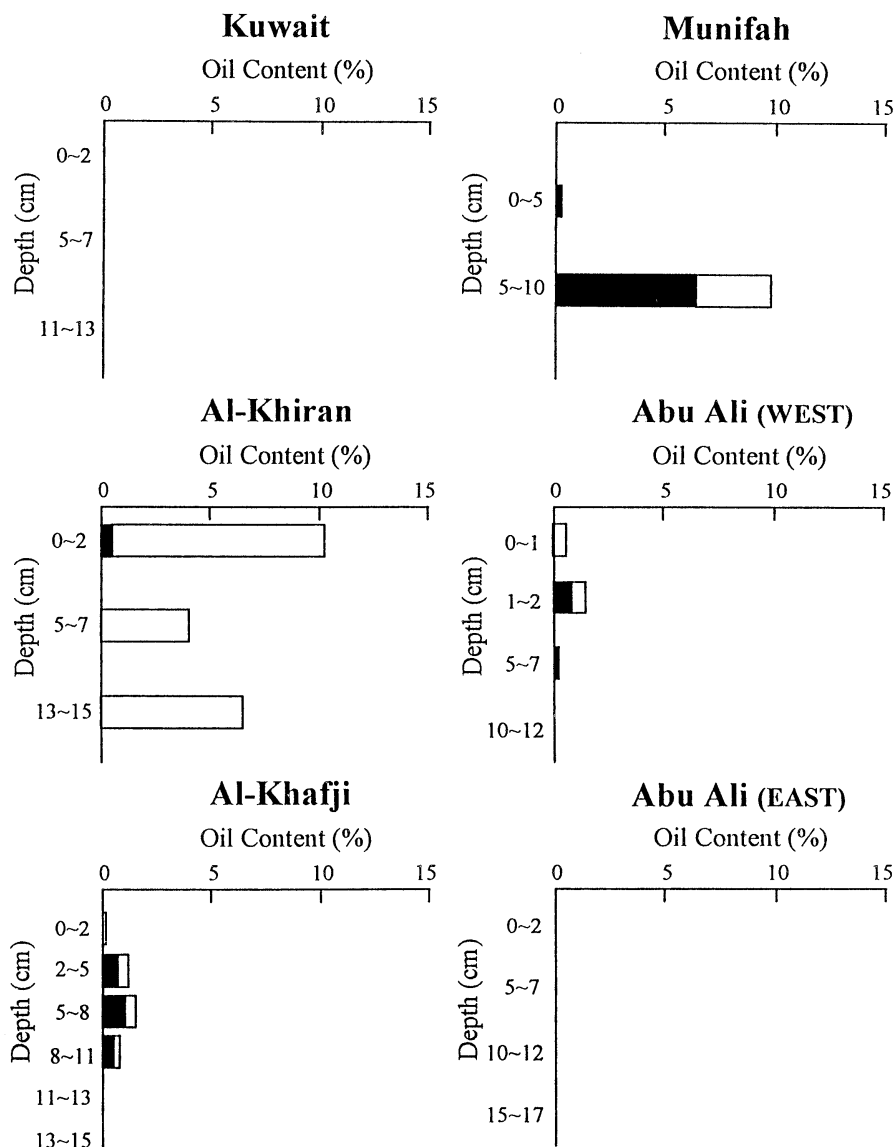 Kuwait
Oil Content (%)
0 5 10 15
Depth (cm)
0~2
5~7
11~13
Munifah
Oil Content (%)
0 5 10 15
Depth (cm)
0~5
5~10
Al-Khiran
Oil Content (%)
0 5 10 15
Depth (cm)
0~2
5~7
13~15
Abu Ali (WEST)
Oil Content (%)
0 5 10 15
Depth (cm)
0~1
1~2
5~7
10~12
Al-Khafji
Oil Content (%)
0 5 10 15
Depth (cm)
0~2
2~5
5~8
8~11
11~13
13~15
Abu Ali (EAST)
Oil Content (%)
0 5 10 15
Depth (cm)
0~2
5~7
10~12
15~17